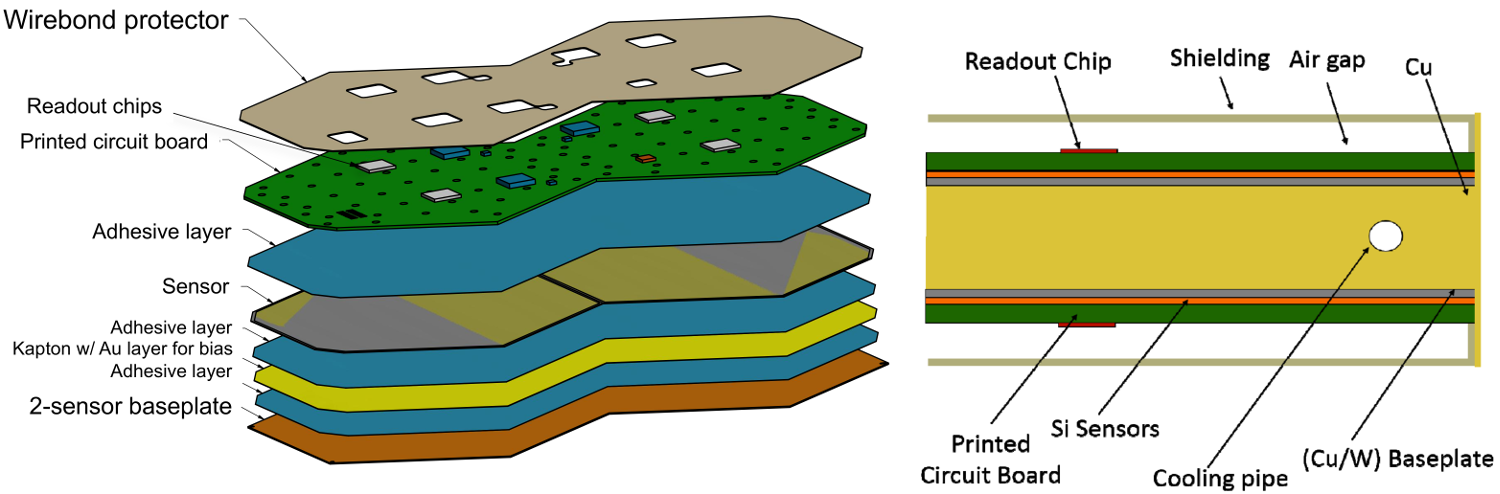 Wirebond protector
Readout chips
Printed circuit board
Adhesive layer
Sensor
Adhesive layer
Kapton w/ Au layer for bias
Adhesive layer
2-sensor baseplate
Readout Chip
Shielding
Air gap
Cu
Printed
Circuit Board
Si Sensors
Cooling pipe
(Cu/W) Baseplate